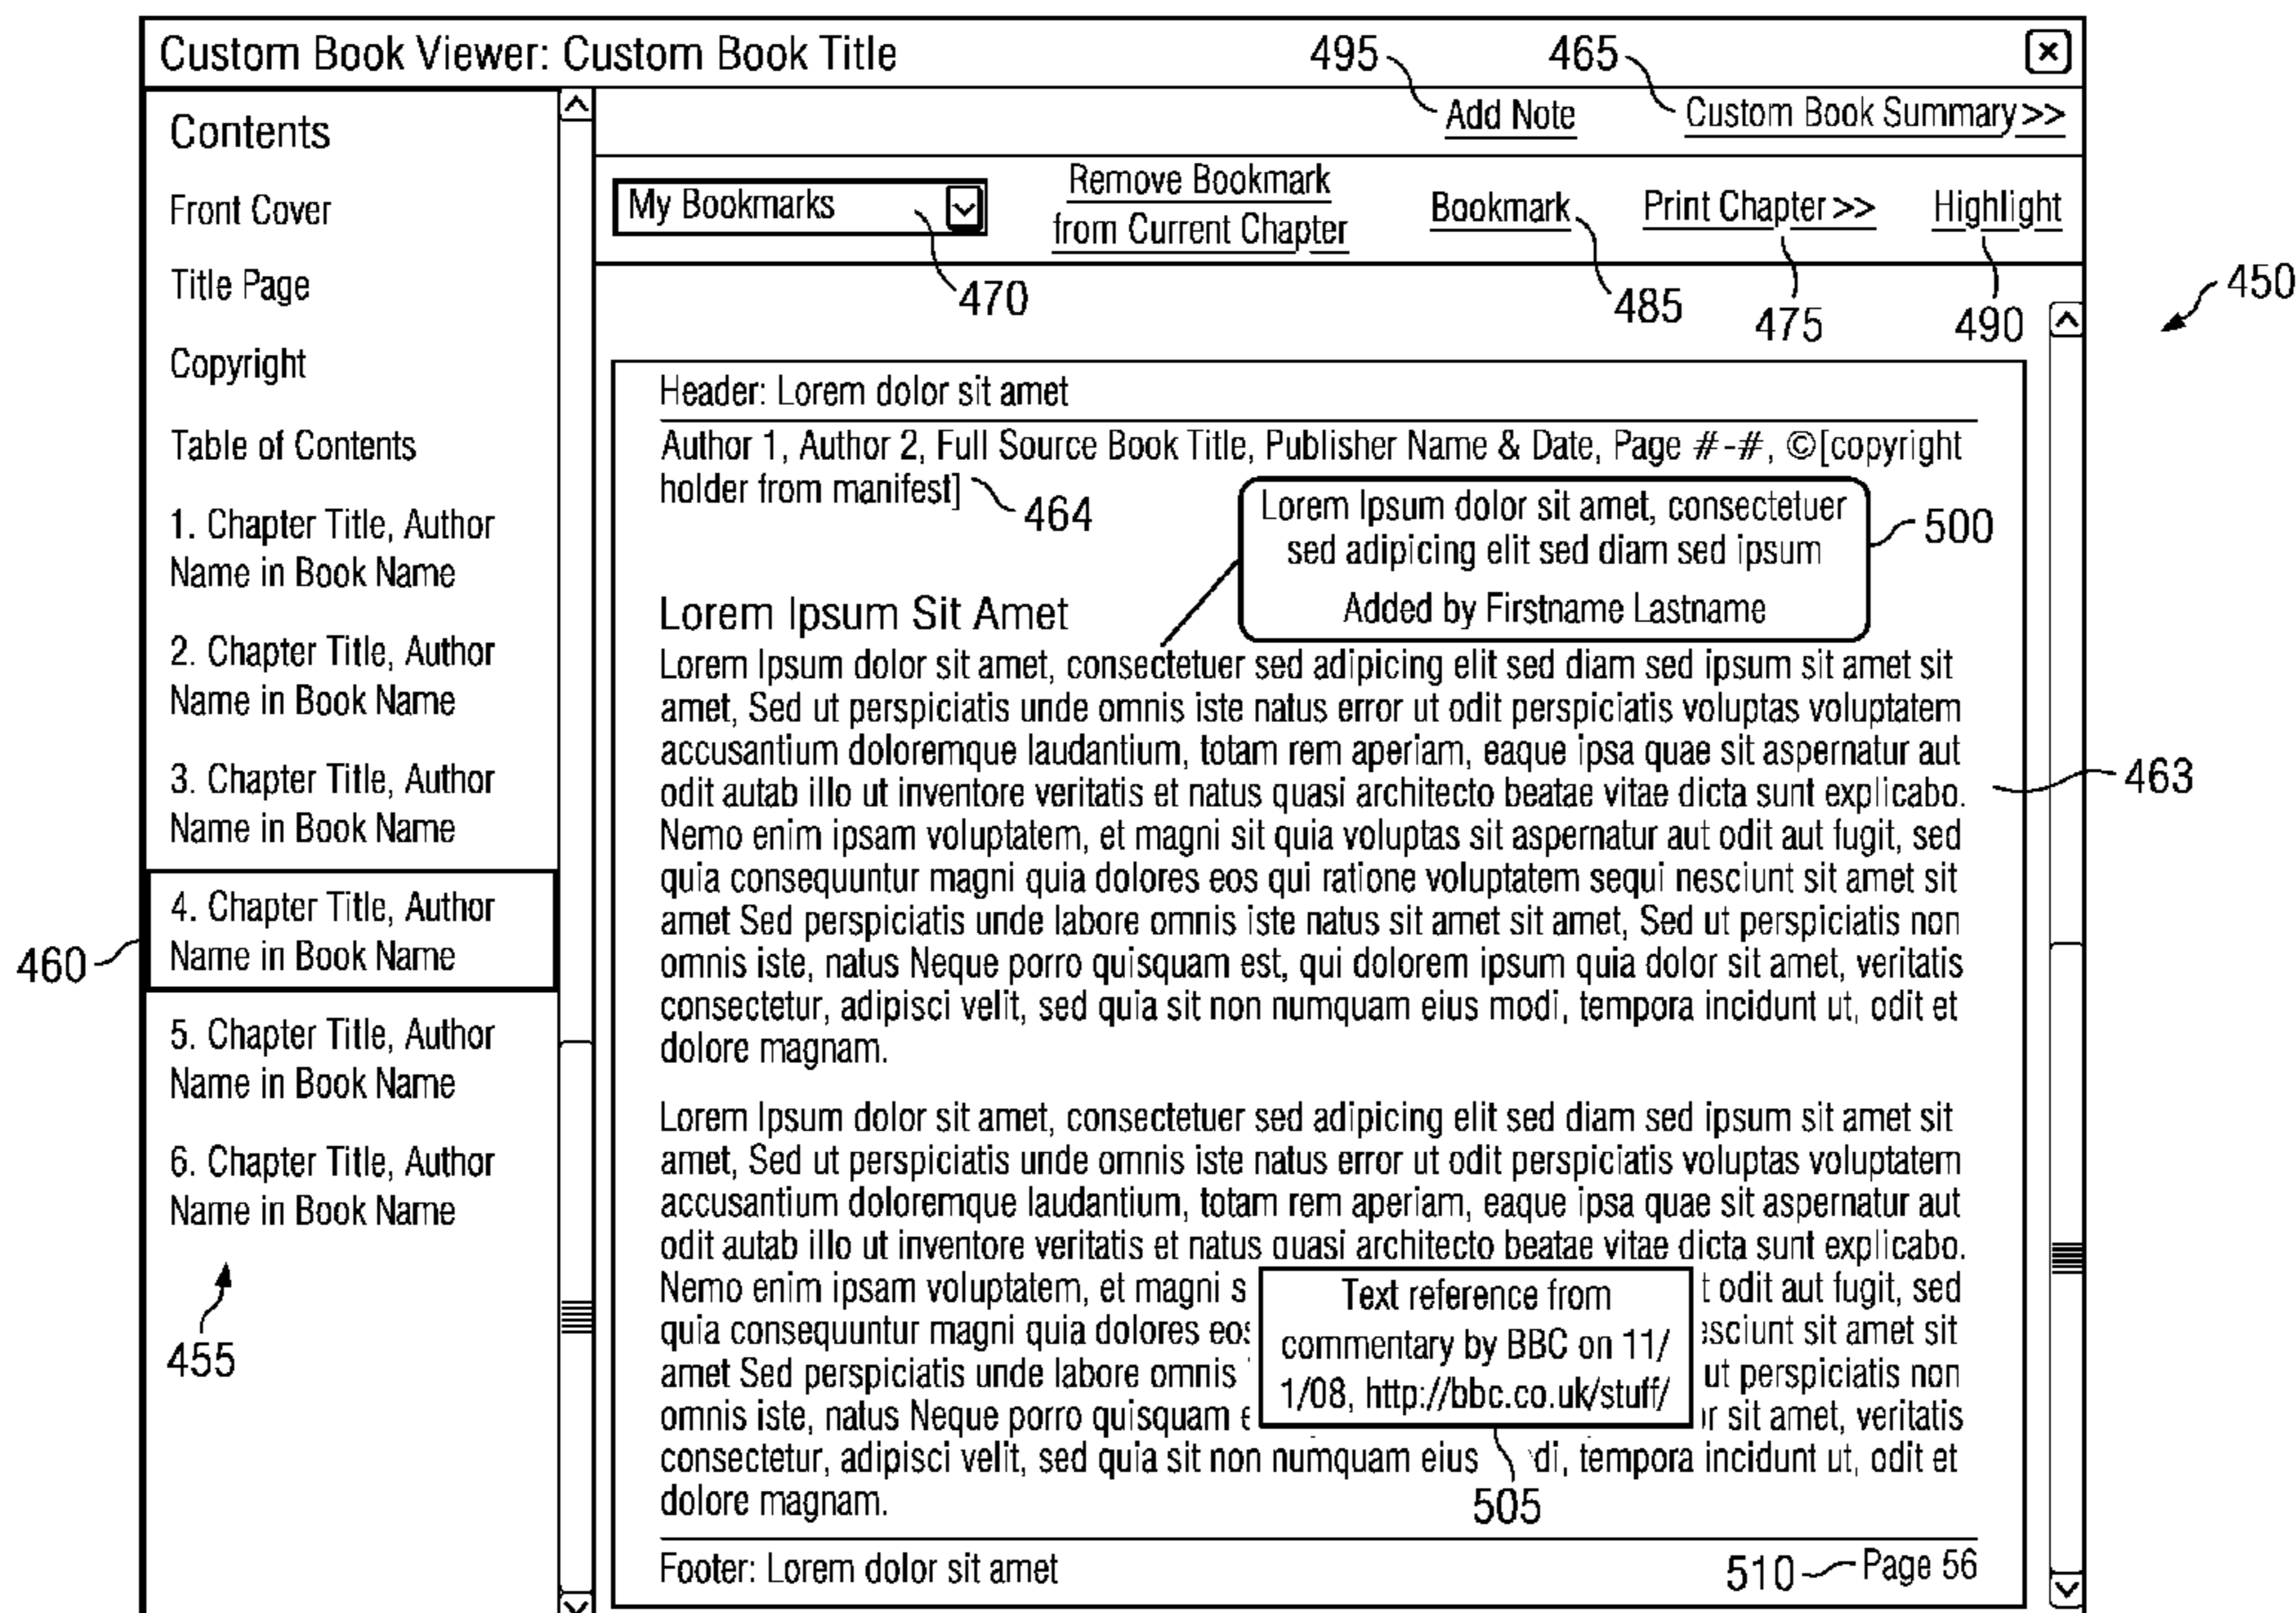 Custom Book Viewer: Custom Book Title
495
465
Add Note
Custom Book Summary>>
My Bookmarks
Remove Bookmark
from Current Chapter
Bookmark
Print Chapter>>
Highlight
470
485
475
490
450
Contents
Front Cover
Title Page
Copyright
Table of Contents
1. Chapter Title, Author
Name in Book Name
2. Chapter Title, Author
Name in Book Name
3. Chapter Title, Author
Name in Book Name
4. Chapter Title, Author
Name in Book Name
460
5. Chapter Title, Author
Name in Book Name
6. Chapter Title, Author
Name in Book Name
455
Header: Lorem dolor sit amet
Author 1, Author 2, Full Source Book Title, Publisher Name & Date, Page #-#, ©[copyright
holder from manifest]
464
Lorem Ipsum dolor sit amet, consectetuer
sed adipicing elit sed diam sed ipsum
Added by Firstname Lastname
500
Lorem Ipsum Sit Amet
Lorem Ipsum dolor sit amet, consectetuer sed adipicing elit sed diam sed ipsum sit amet sit
amet, Sed ut perspiciatis unde omnis iste natus error ut odit perspiciatis voluptas voluptatem
accusantium doloremque laudantium, totam rem aperiam, eaque ipsa quae sit aspernatur aut
odit autab illo ut inventore veritatis et natus quasi architecto beatae vitae dicta sunt explicabo.
463
Nemo enim ipsam voluptatem, et magni sit quia voluptas sit aspernatur aut odit aut fugit, sed
quia consequuntur magni quia dolores eos qui ratione voluptatem sequi nesciunt sit amet sit
amet Sed perspiciatis unde labore omnis iste natus sit amet sit amet, Sed ut perspiciatis non
omnis iste, natus Neque porro quisquam est, qui dolorem ipsum quia dolor sit amet, veritatis
consectetur, adipisci velit, sed quia sit non numquam eius modi, tempora incidunt ut, odit et
dolore magnam.
Lorem Ipsum dolor sit amet, consectetuer sed adipicing elit sed diam sed ipsum sit amet sit
amet, Sed ut perspiciatis unde omnis iste natus error ut odit perspiciatis voluptas voluptatem
accusantium doloremque laudantium, totam rem aperiam, eaque ipsa quae sit aspernatur aut
odit autab illo ut inventore veritatis et natus quasi architecto beatae vitae dicta sunt explicabo.
Nemo enim ipsam voluptatem, et magni s t odit aut fugit, sed
quia consequuntur magni quia dolores eos sciunt sit amet sit
amet Sed perspiciatis unde labore omnis ut perspiciatis non
omnis iste, natus Neque porro quisquam r sit amet, veritatis
consectetur, adipisci velit, sed quia sit non numquam eius di, tempora incidunt ut, odit et
dolore magnam.
Text reference from
commentary by BBC on 11/
1/08, http://bbc.co.uk/stuff/
505
Footer: Lorem dolor sit amet
510
Page 56